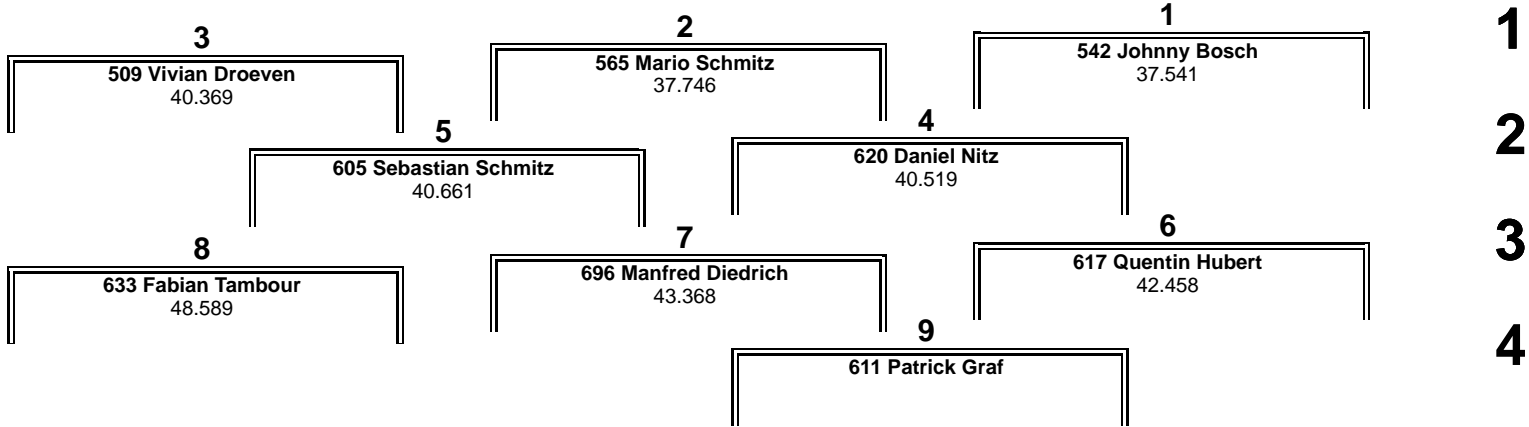 3 2 1 1
509 Vivian Droeven 565 Mario Schmitz 542 Johnny Bosch
40.369 37.746 37.541
5 4 2
605 Sebastian Schmitz 620 Daniel Nitz
40.661 40.519
8 7 6 3
633 Fabian Tambour 696 Manfred Diedrich 617 Quentin Hubert
48.589 43.368 42.458
9 4
611 Patrick Graf